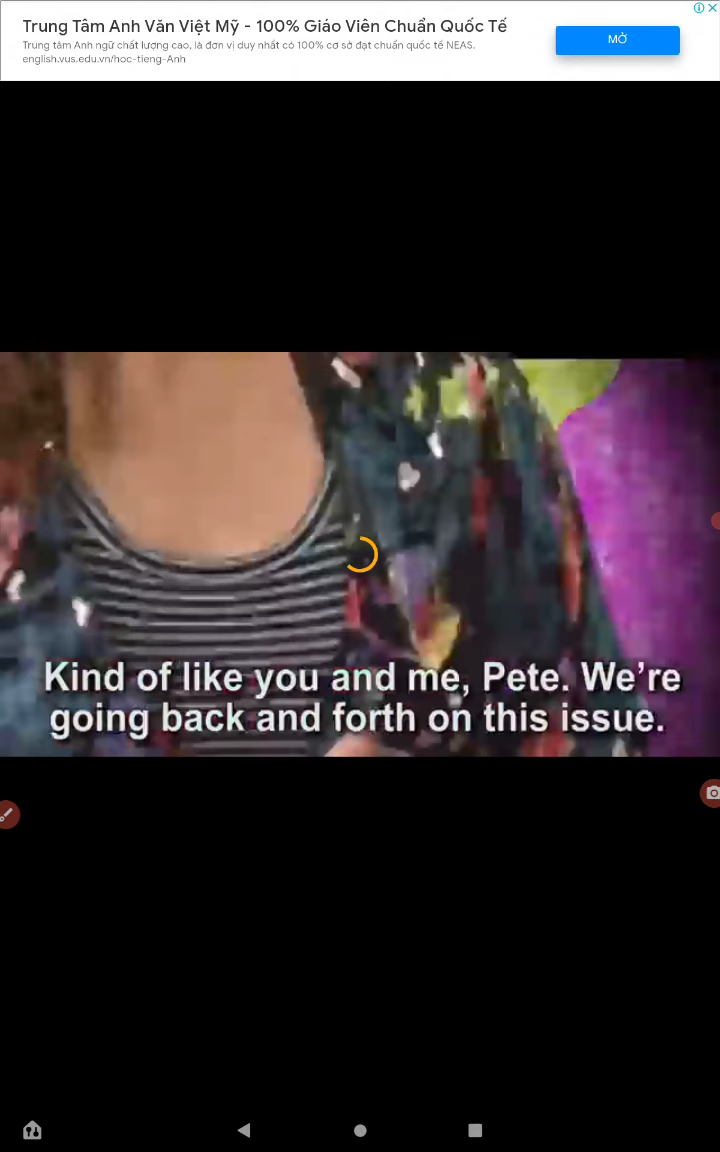 Trung Tâm Anh Văn Việt Mỹ - 100% Giáo Viên Chuẩn Quốc Tế
Trung tâm Anh ngữ chất lượng cao, là đơn vị duy nhất có 100% cơ sở đạt chuẩn quốc tế NEAS.
english.vus.edu.vn/hoc-tieng-Anh
MỞ
Kind of like you and me, Pete. We’re
going back and forth on this issue.